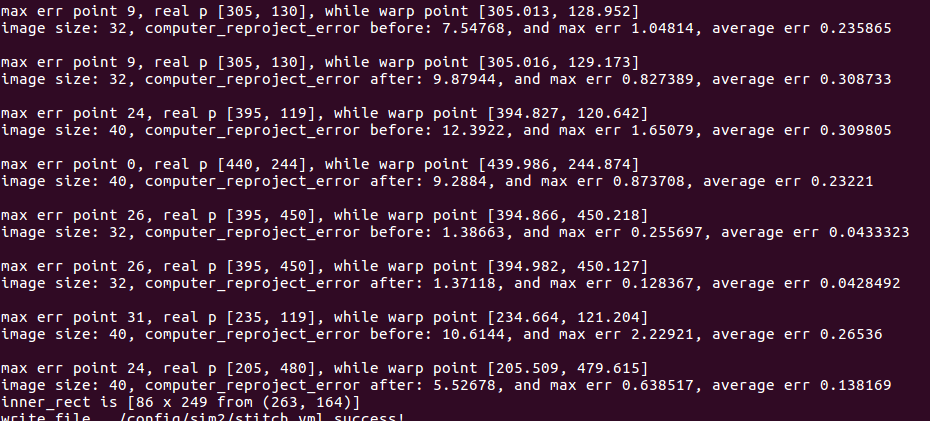 max err point 9, real p [305, 130], while warp point [305.013, 128.952]
image size: 32, computer_reproject_error before: 7.54768, and max err 1.04814, average err 0.235865
max err point 9, real p [305, 130], while warp point [305.016, 129.173]
image size: 32, computer_reproject_error after: 9.87944, and max err 0.827389, average err 0.308733
max err point 24, real p [395, 119], while warp point [394.827, 120.642]
image size: 40, computer_reproject_error before: 12.3922, and max err 1.65079, average err 0.309805
max err point 0, real p [440, 244], while warp point [439.986, 244.874]
image size: 40, computer_reproject_error after: 9.2884, and max err 0.873708, average err 0.23221
max err point 26, real p [395, 450], while warp point [394.866, 450.218]
image size: 32, computer_reproject_error before: 1.38663, and max err 0.255697, average err 0.0433323
max err point 26, real p [395, 450], while warp point [394.982, 450.127]
image size: 32, computer_reproject_error after: 1.37118, and max err 0.128367, average err 0.0428492
max err point 31, real p [235, 119], while warp point [234.664, 121.204]
image size: 40, computer_reproject_error before: 10.6144, and max err 2.22921, average err 0.26536
max err point 24, real p [205, 480], while warp point [205.509, 479.615]
image size: 40, computer_reproject_error after: 5.52678, and max err 0.638517, average err 0.138169
inner_rect is [86 x 249 from (263, 164)]
write file ../config/sim2/stitch.yml success!